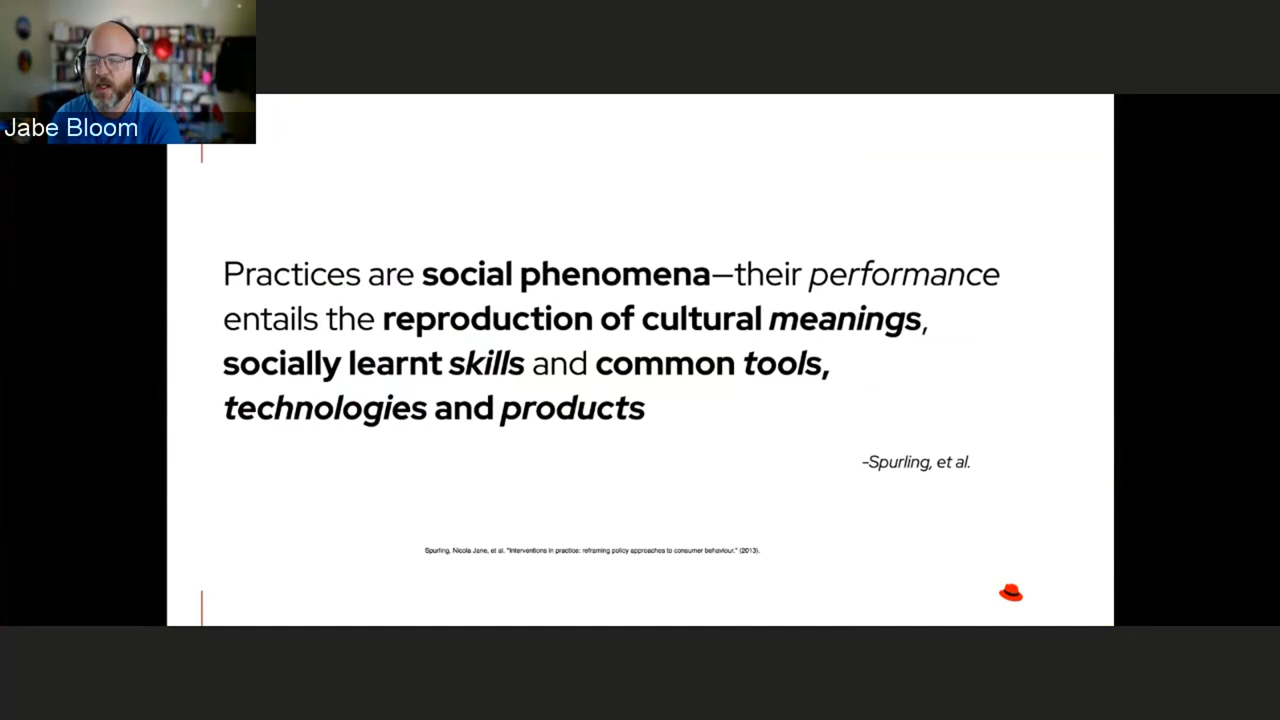 Jabe Bloom
Practices are social phenomena—their performance
entails the reproduction of cultural meanings,
socially learnt skills and common tools,
technologies and products
-Spurling, et al.
Spurling, Nicola Jane, et al. "Interventions in practice: reframing policy approaches to consumer behaviour." (2013).